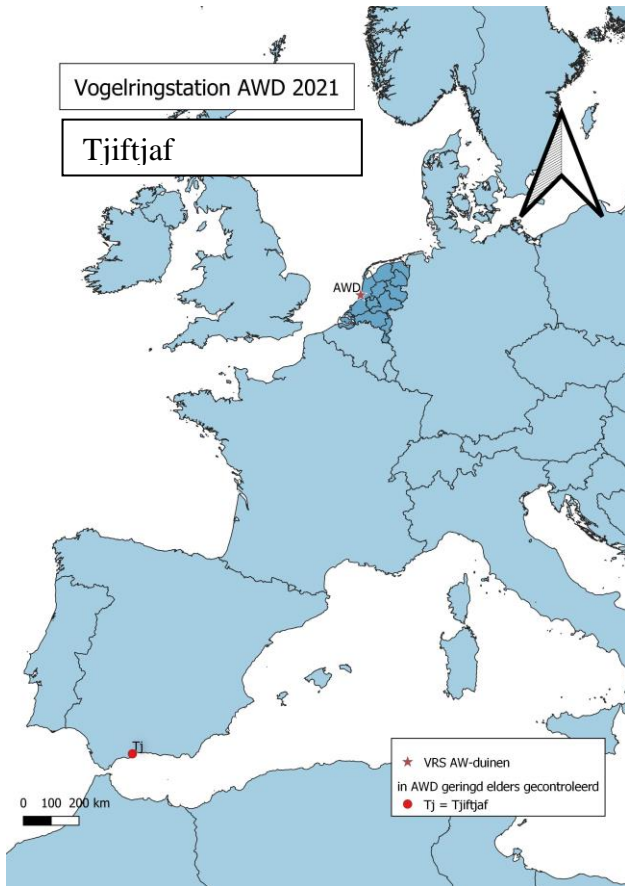 Vogelringstation AWD 2021
Tjiftjaf
AWD
Tj
VRS AW-duinen
in AWD geringd elders gecontroleerd
Tj = Tjiftjaf
0 100 200 km